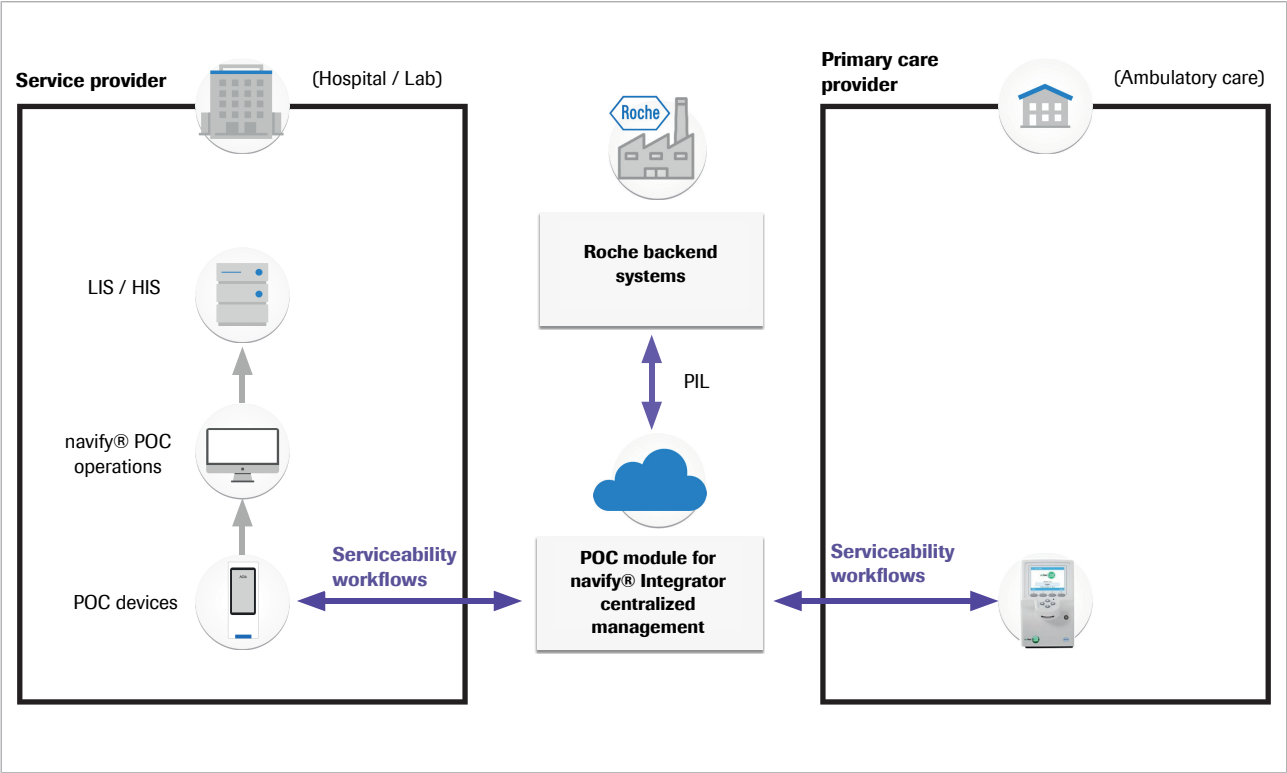 Service provider
(Hospital / Lab)
LIS / HIS
navify® POC
operations
POC devices
Serviceability
workflows
Roche
Roche backend
systems
PIL
POC module for
navify® Integrator
centralized
management
Primary care
provider
(Ambulatory care)
Serviceability
workflows